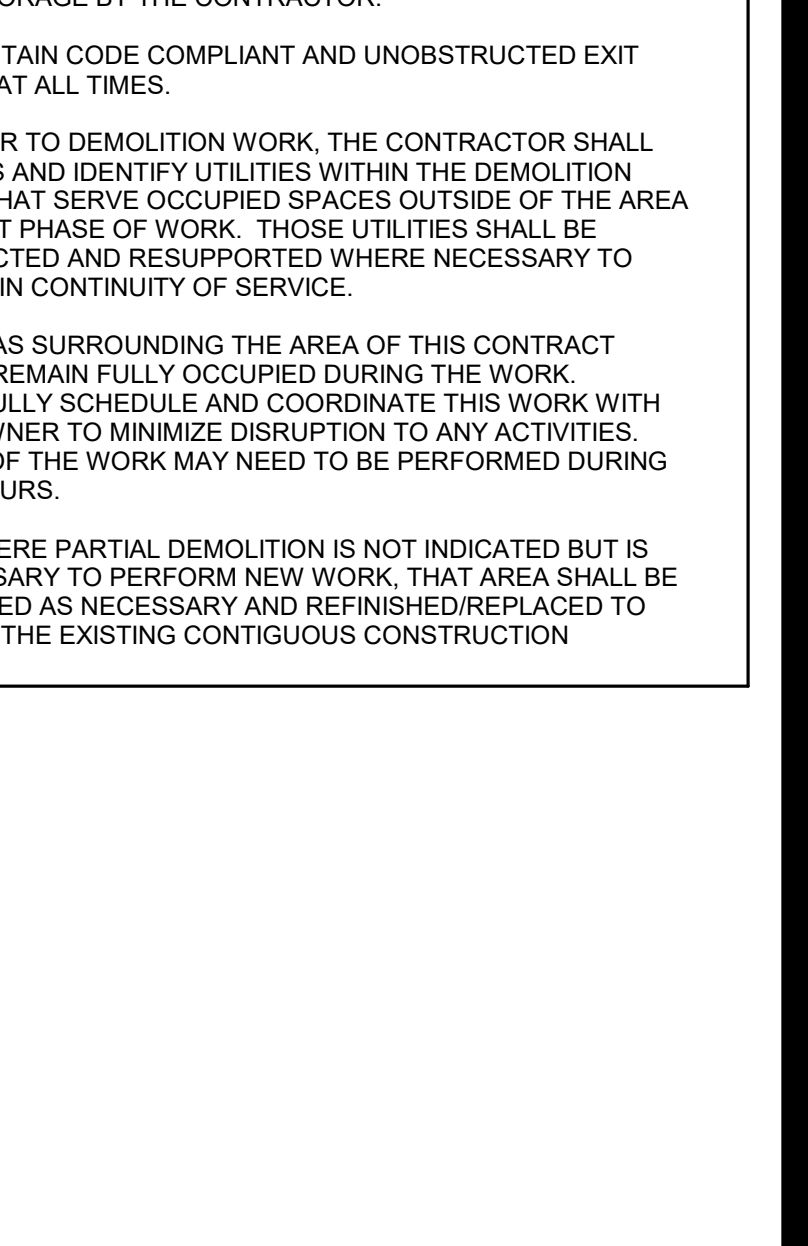 ORAGE BY THE CONTRACTOR.
TAIN CODE COMPLIANT AND UNOBSTRUCTED EXIT
AT ALL TIMES.
R TO DEMOLITION WORK, THE CONTRACTOR SHALL
S AND IDENTIFY UTILITIES WITHIN THE DEMOLITION
HAT SERVE OCCUPIED SPACES OUTSIDE OF THE AREA
T PHASE OF WORK. THOSE UTILITIES SHALL BE
CTED AND RESUPPORTED WHERE NECESSARY TO
IN CONTINUITY OF SERVICE.
AS SURROUNDING THE AREA OF THIS CONTRACT
REMAIN FULLY OCCUPIED DURING THE WORK.
ULLY SCHEDULE AND COORDINATE THIS WORK WITH
WNER TO MINIMIZE DISRUPTION TO ANY ACTIVITIES.
OF THE WORK MAY NEED TO BE PERFORMED DURING
URS.
ERE PARTIAL DEMOLITION IS NOT INDICATED BUT IS
SARY TO PERFORM NEW WORK, THAT AREA SHALL BE
ED AS NECESSARY AND REFINISHED/REPLACED TO
THE EXISTING CONTIGUOUS CONSTRUCTION